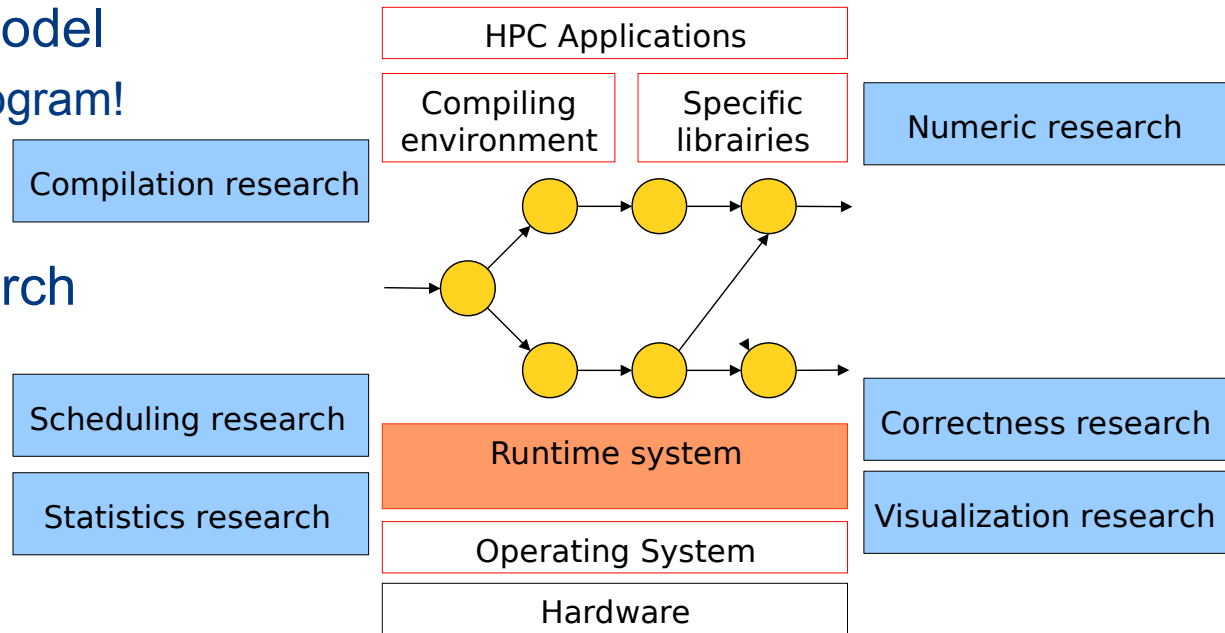 odel
HPC Applications
ogram!
Compiling
environment
Specific
librairies
Numeric research
Compilation research
rch
Scheduling research
Runtime system
Correctness research
Statistics research
Visualization research
Operating System
Hardware